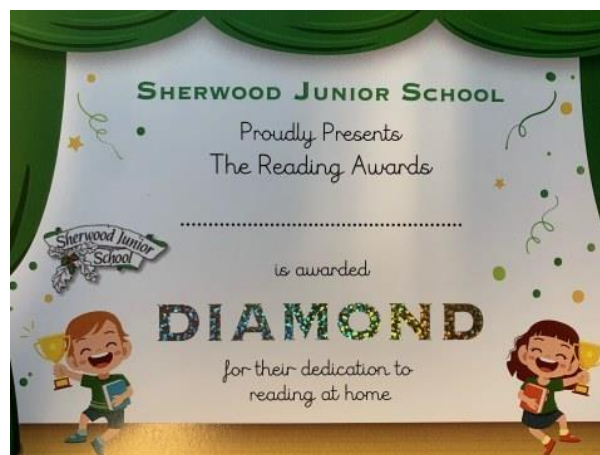 SHERWOOD JUNIOR SCHOOL
Proudly Presents
The Reading Awards
..................................................
Sherwood Junior
School
is awarded
DIAMOND
for their dedication to
reading at home